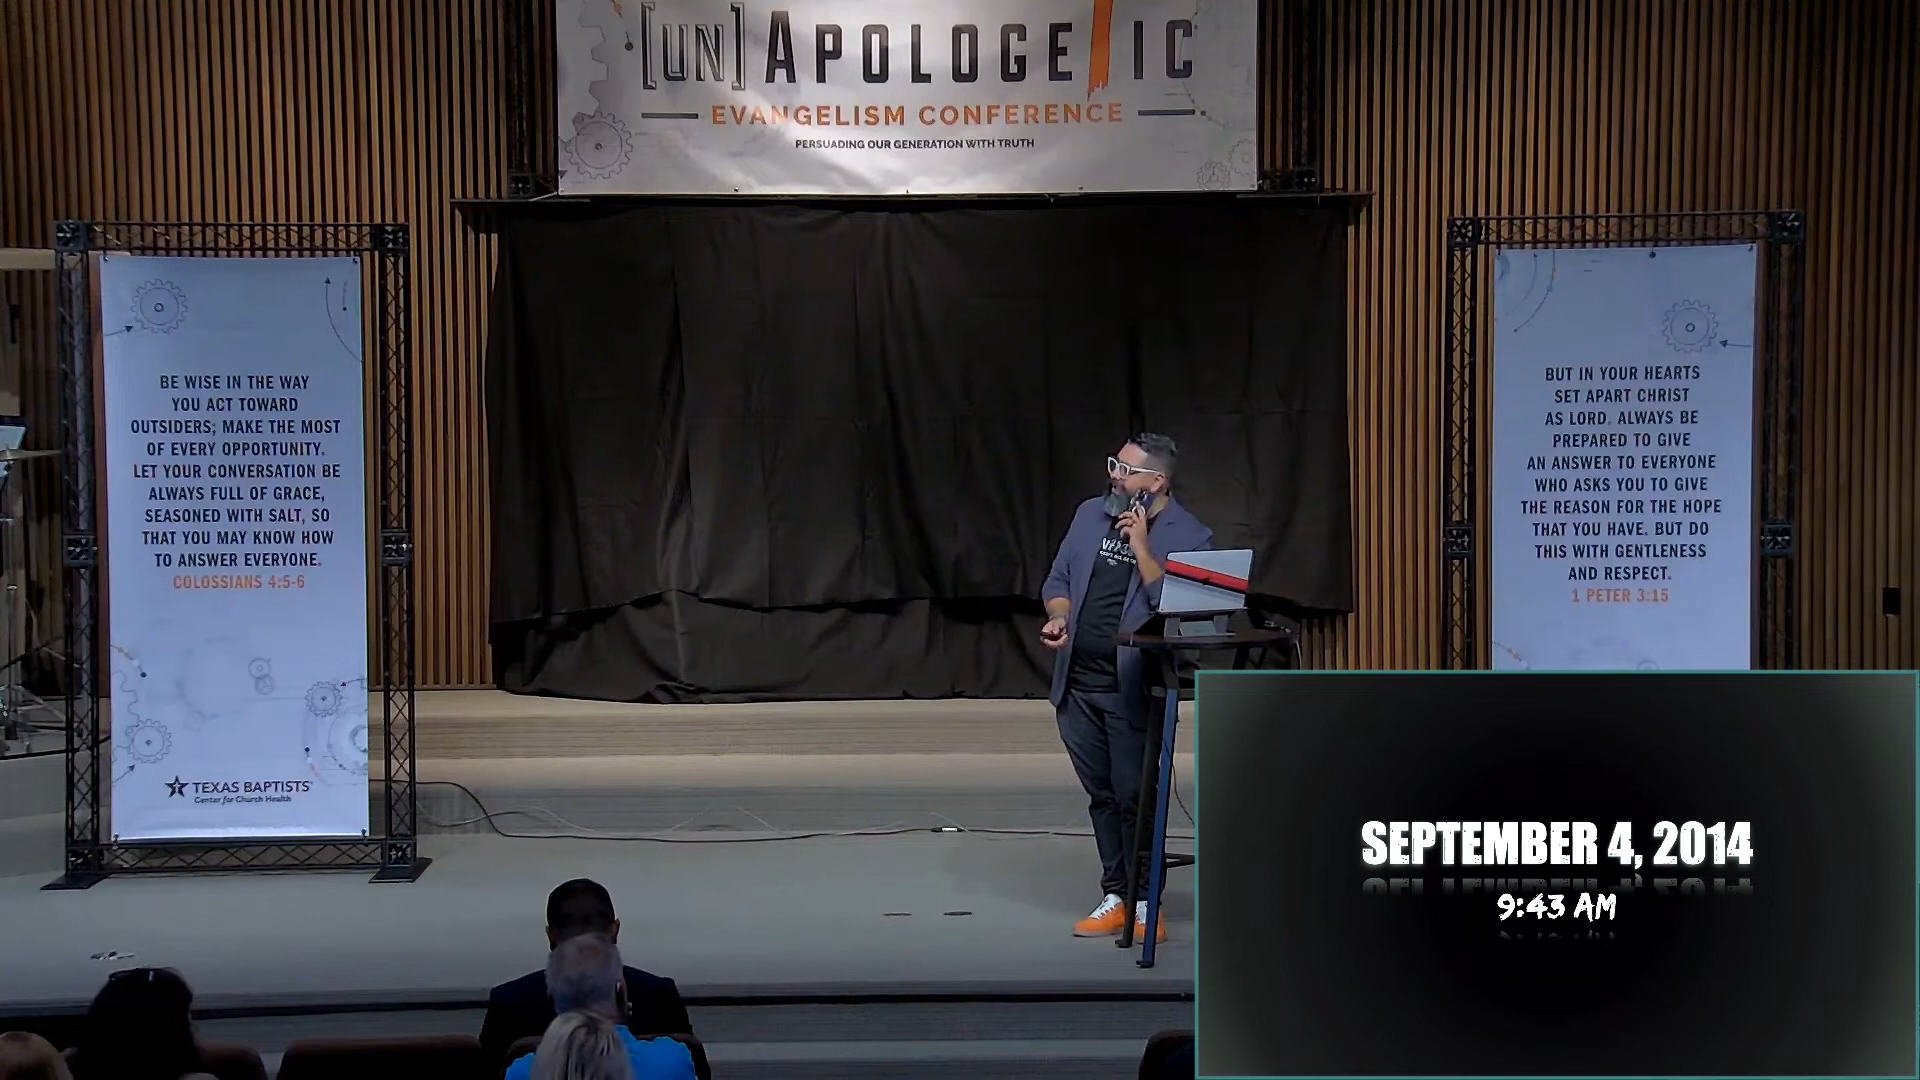 [UN]APOLOGETIC
EVANGELISM CONFERENCE
PERSUADING OUR GENERATION WITH TRUTH
BE WISE IN THE WAY
YOU ACT TOWARD
OUTSIDERS; MAKE THE MOST
OF EVERY OPPORTUNITY.
LET YOUR CONVERSATION BE
ALWAYS FULL OF GRACE,
SEASONED WITH SALT, SO
THAT YOU MAY KNOW HOW
TO ANSWER EVERYONE.
COLOSSIANS 4:5-6
TEXAS BAPTISTS
Center for Church Health
BUT IN YOUR HEARTS
SET APART CHRIST
AS LORD. ALWAYS BE
PREPARED TO GIVE
AN ANSWER TO EVERYONE
WHO ASKS YOU TO GIVE
THE REASON FOR THE HOPE
THAT YOU HAVE. BUT DO
THIS WITH GENTLENESS
AND RESPECT.
1 PETER 3:15
SEPTEMBER 4, 2014
9:43 AM